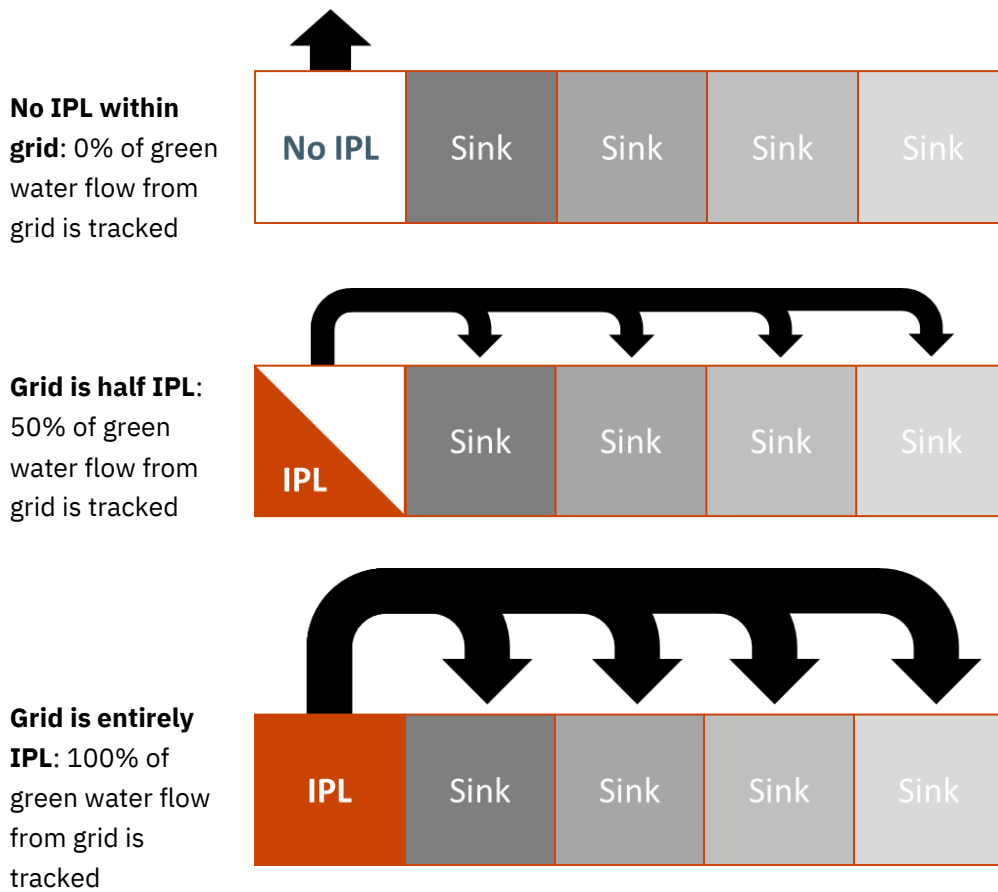 No IPL within
grid: 0% of green
water flow from
grid is tracked
No IPL Sink Sink Sink Sink
Grid is half IPL:
50% of green
water flow from
grid is tracked
IPL Sink Sink Sink Sink
Grid is entirely
IPL: 100% of
green water flow
from grid is
tracked
IPL Sink Sink Sink Sink